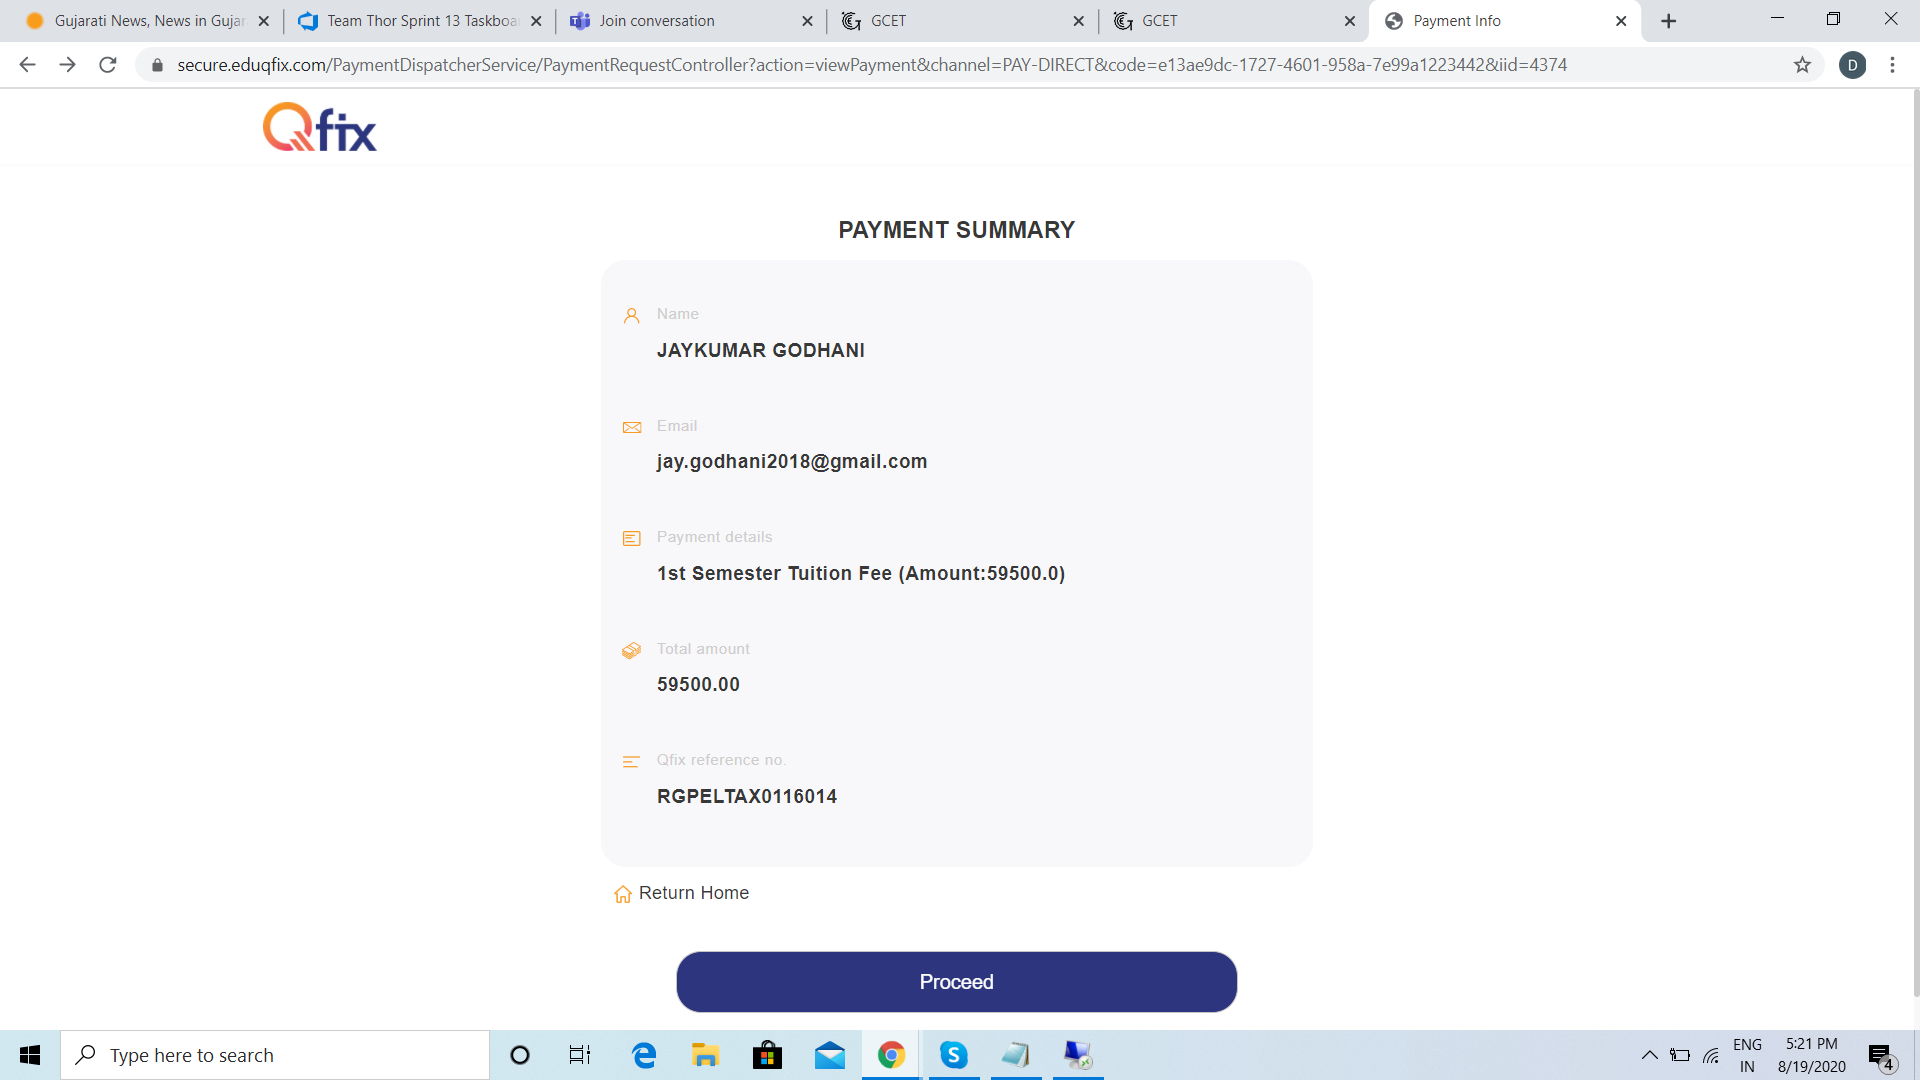 Gujarati News, News in Gujar
Team Thor Sprint 13 Taskboa
Join conversation
GCET
GCET
Payment Info
secure.eduqfix.com/PaymentDispatcherService/PaymentRequestController?action=viewPayment&channel=PAY-DIRECT&code=e13ae9dc-1727-4601-958a-7e99a1223442&iid=4374
D
Qfix
PAYMENT SUMMARY
Name
JAYKUMAR GODHANI
Email
jay.godhani2018@gmail.com
Payment details
1st Semester Tuition Fee (Amount:59500.0)
Total amount
59500.00
Qfix reference no.
RGPELTAX0116014
Return Home
Proceed
Type here to search
ENG
IN
5:21 PM
8/19/2020
4